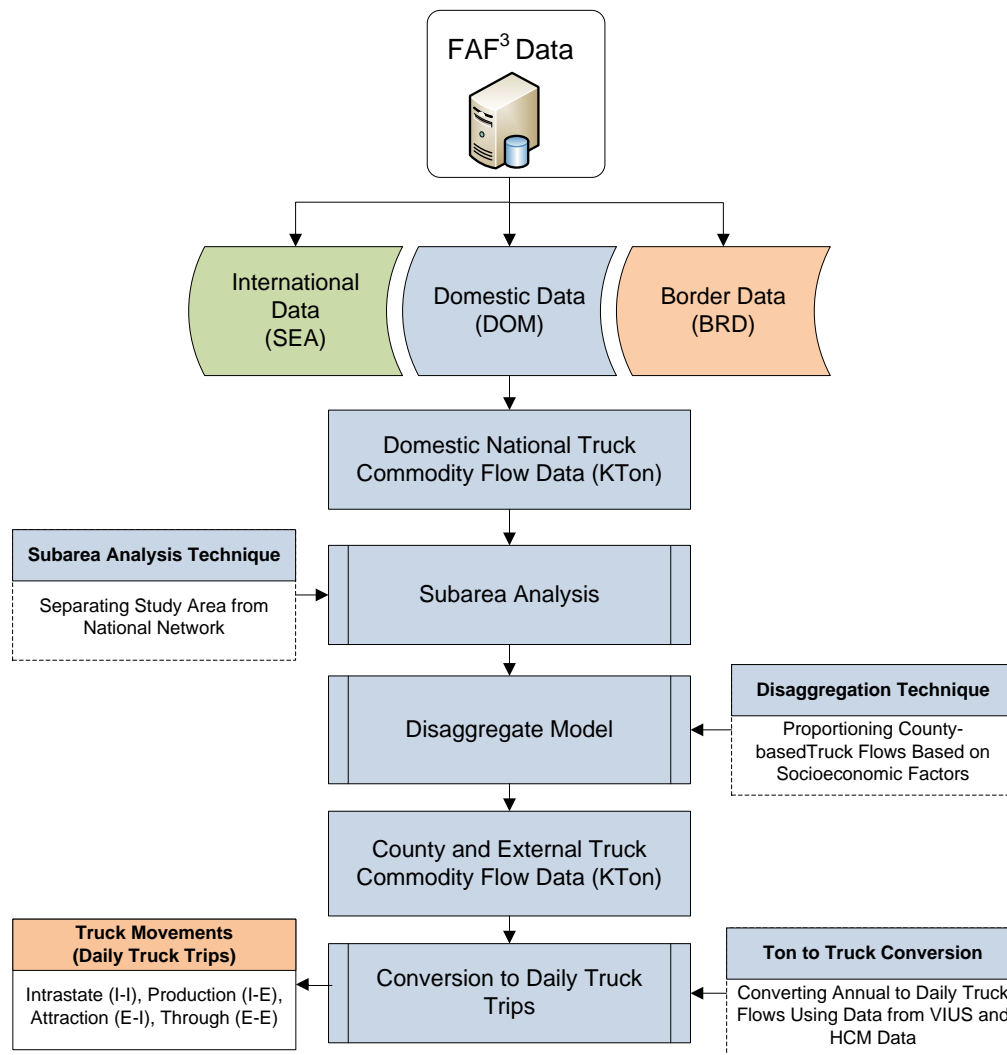 FAF³ Data
International
Data
(SEA)
Domestic Data
(DOM)
Border Data
(BRD)
Domestic National Truck
Commodity Flow Data (KTon)
Subarea Analysis Technique
Separating Study Area from
National Network
Subarea Analysis
Disaggregation Technique
Proportioning County-
basedTruck Flows Based on
Socioeconomic Factors
Disaggregate Model
County and External Truck
Commodity Flow Data (KTon)
Truck Movements
(Daily Truck Trips)
Intrastate (I-I), Production (I-E),
Attraction (E-I), Through (E-E)
Conversion to Daily Truck
Trips
Ton to Truck Conversion
Converting Annual to Daily Truck
Flows Using Data from VIUS and
HCM Data